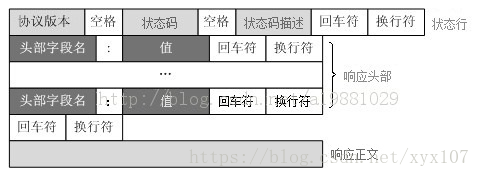 协议版本 空格 状态码 空格 状态码描述 回车符 换行符 状态行
头部字段名 : 值 回车符 换行符
... 响应头部
头部字段名 : 值 回车符 换行符
回车符 换行符
响应正文
https://blog.csdn.net/xyx107